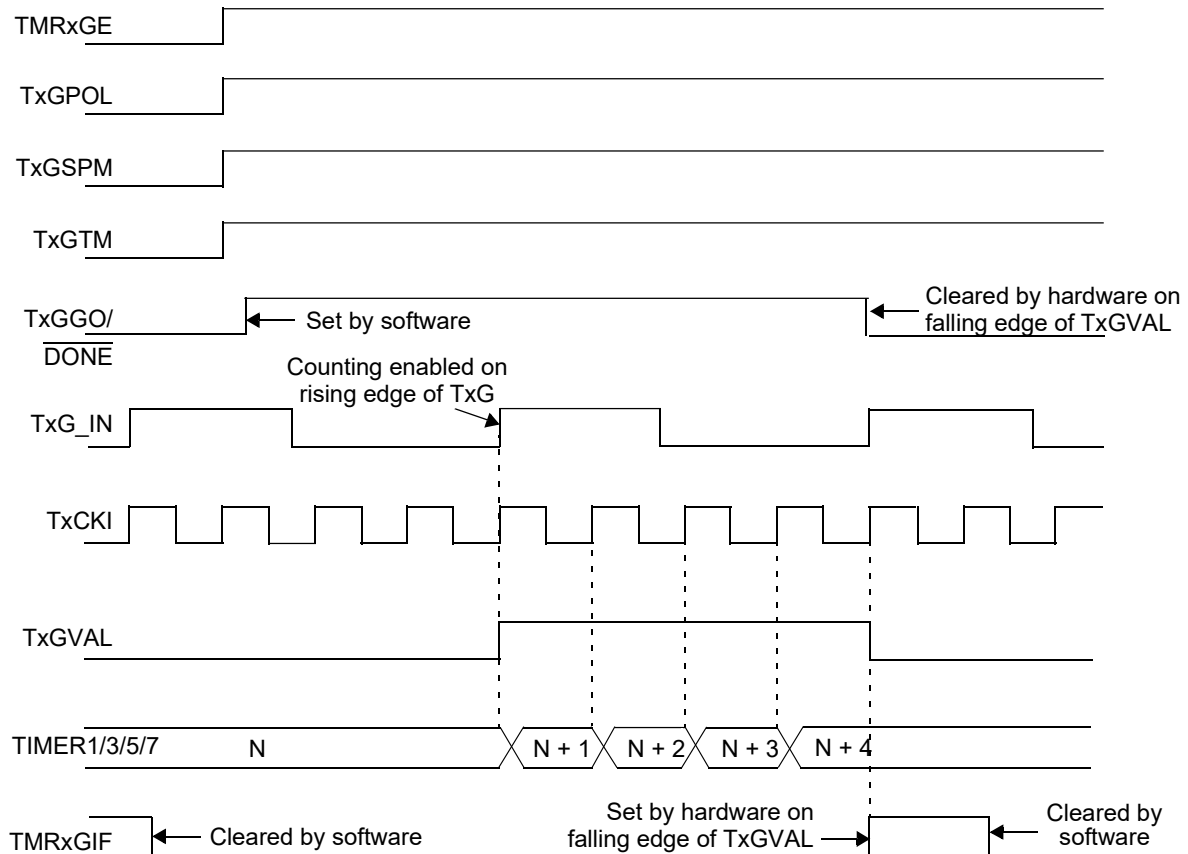 TMRxGE
TxGPOL
TxGSPM
TxGTM
TxGGO/
DONE
Set by software
Cleared by hardware on
falling edge of TxGVAL
Counting enabled on
rising edge of TxG
TxG_IN
TxCKI
TxGVAL
TIMER1/3/5/7
N
N + 1
N + 2
N + 3
N + 4
TMRxGIF
Cleared by software
Set by hardware on
falling edge of TxGVAL
Cleared by
software